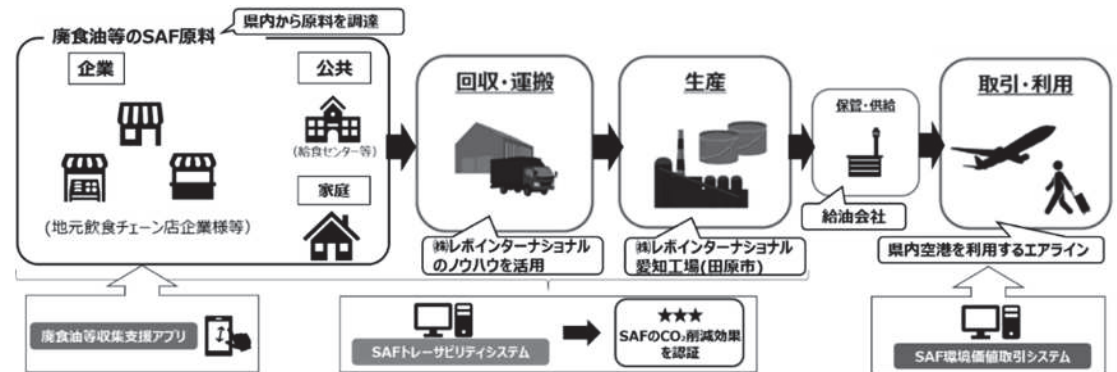 県内から原料を調達
廃食油等のSAF原料
企業
公共
(給食センター等)
家庭
(地元飲食チェーン店企業様等)
回収・運搬
㈱レボインターナショナル
のノウハウを活用
生産
㈱レボインターナショナル
愛知工場(田原市)
保管・供給
給油会社
取引・利用
県内空港を利用するエアライン
廃食油等収集支援アプリ
SAFトレーサビリティシステム
★★★
SAFのCO₂削減効果
を認証
SAF環境価値取引システム